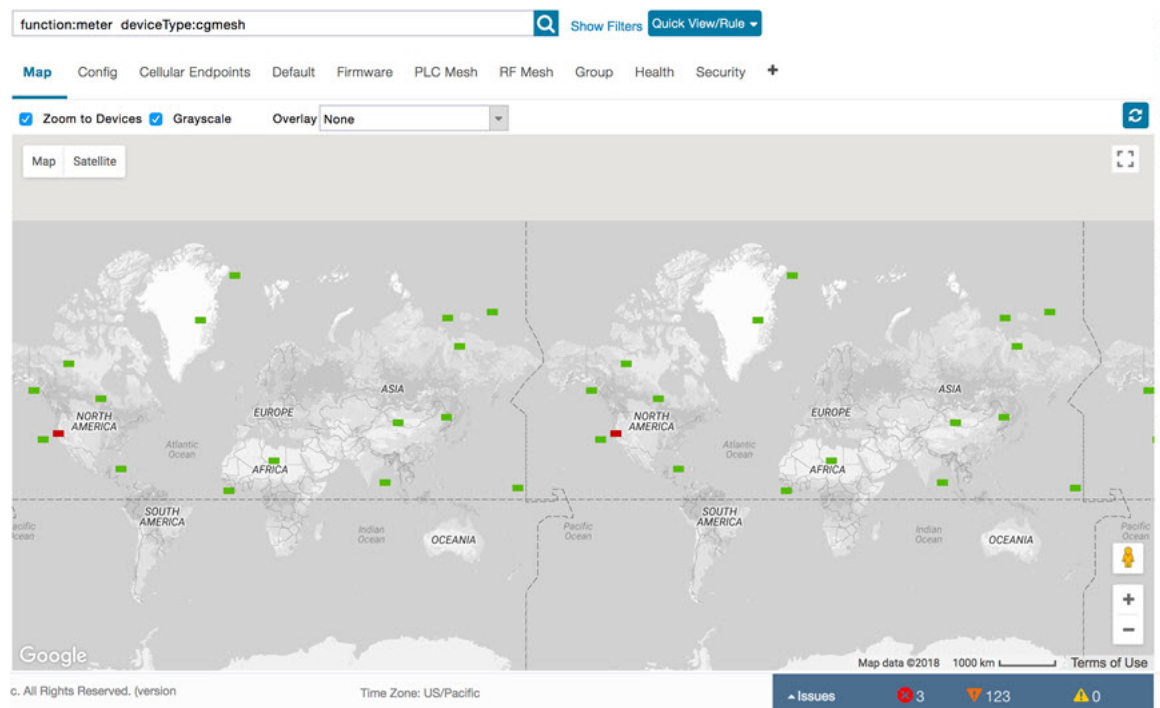 function:meter deviceType:cgmesh
Show Filters
Quick View/Rule
Map Config Cellular Endpoints Default Firmware PLC Mesh RF Mesh Group Health Security +
Zoom to Devices Grayscale Overlay None
Map Satellite
ASIA ASIA
NORTH AMERICA EUROPE NORTH AMERICA EUROPE
Atlantic Ocean Atlantic Ocean
AFRICA AFRICA
SOUTH AMERICA SOUTH AMERICA
acific cean Indian Ocean OCEANIA Pacific Ocean Indian Ocean OCEANIA Pacific Ocean
+
−
Google
Map data ©2018 1000 km Terms of Use
c. All Rights Reserved. (version Time Zone: US/Pacific Issues 3 123 0